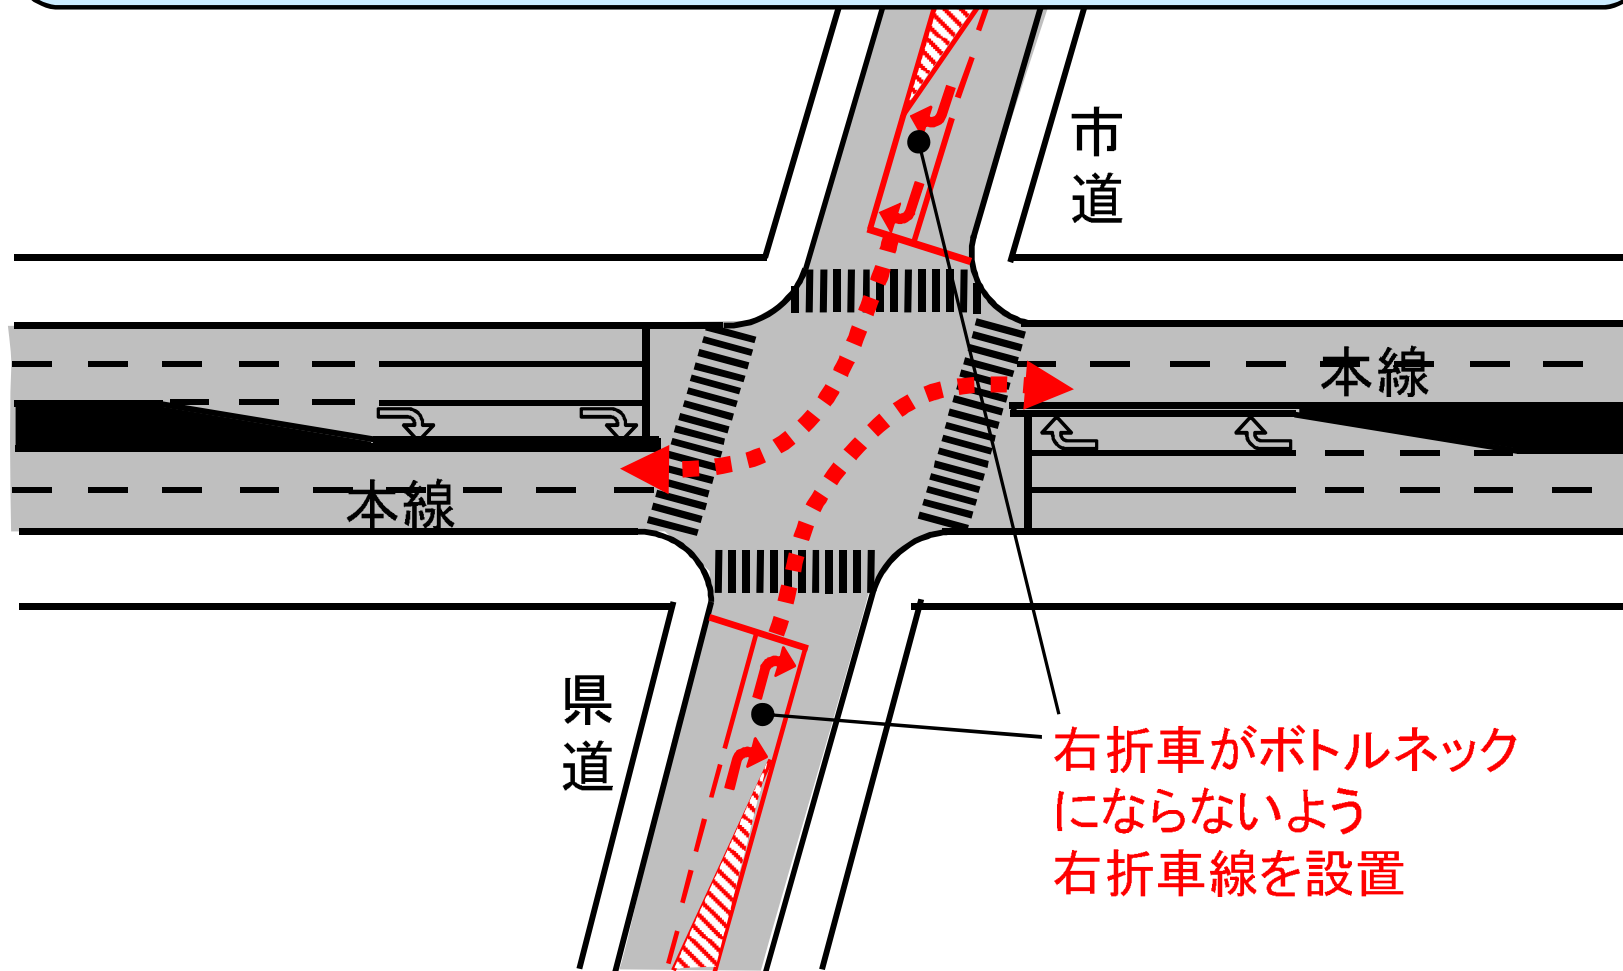 市道
本線
本線
県道
右折車がボトルネック
にならないよう
右折車線を設置